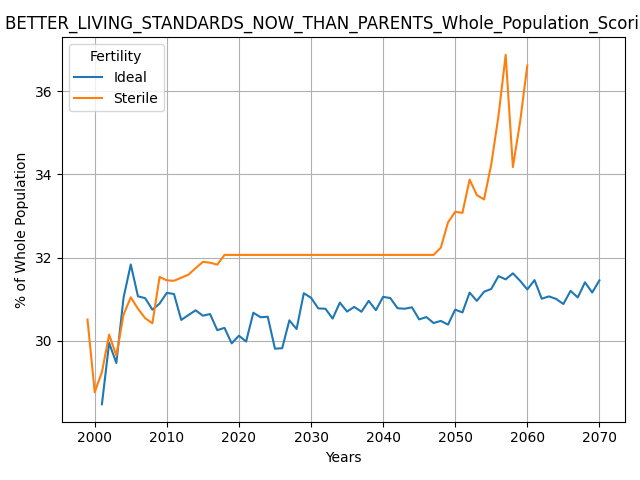 BETTER_LIVING_STANDARDS_NOW_THAN_PARENTS_Whole_Population_Scori
Fertility
Ideal
Sterile
% of Whole Population
36
34
32
30
2000 2010 2020 2030 2040 2050 2060 2070
Years